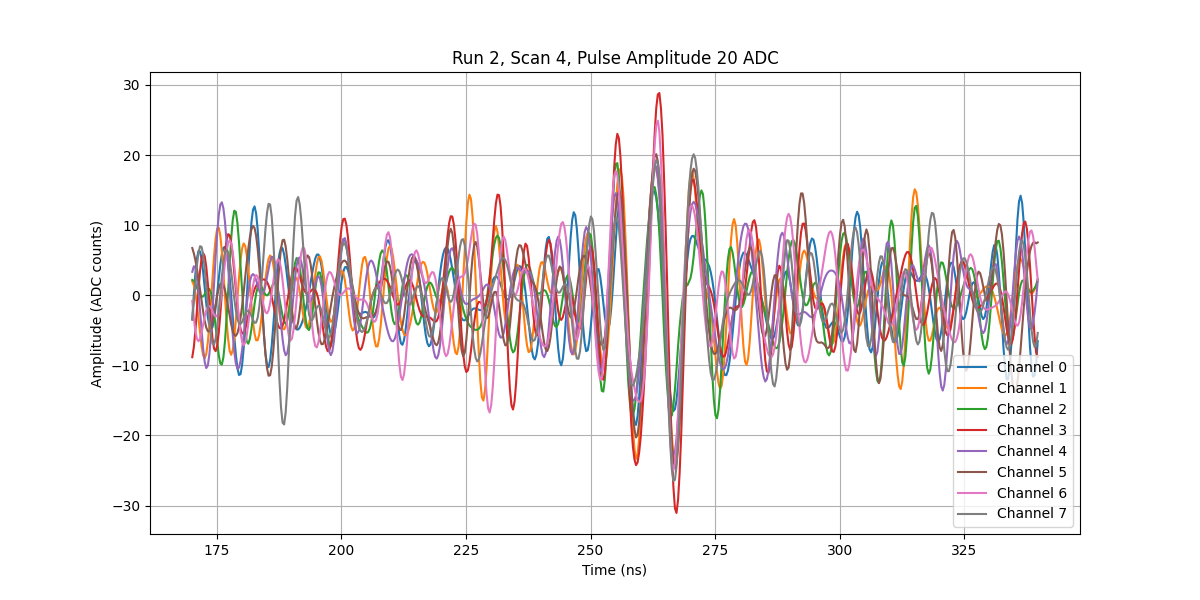 Run 2, Scan 4, Pulse Amplitude 20 ADC
Amplitude (ADC counts)
30
20
10
0
−10
−20
−30
175
200
225
250
275
300
325
Time (ns)
Channel 0
Channel 1
Channel 2
Channel 3
Channel 4
Channel 5
Channel 6
Channel 7